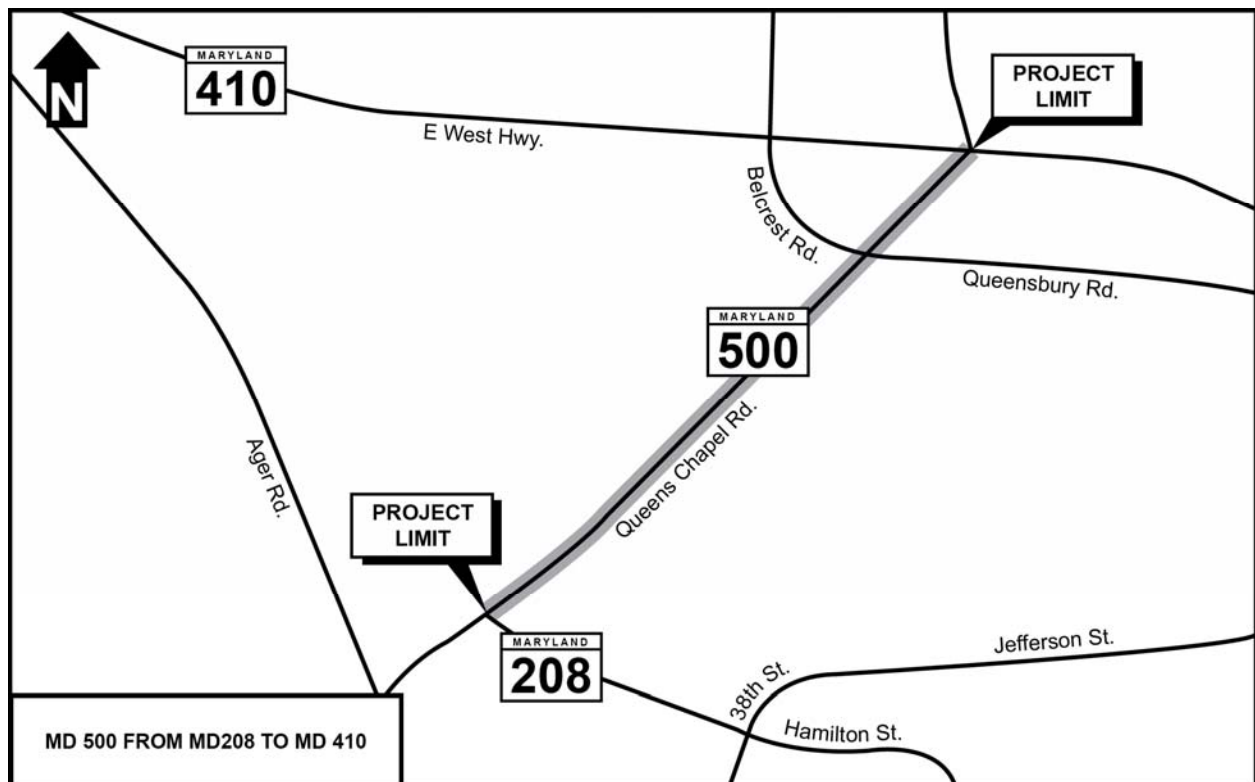 N
MARYLAND
410
E West Hwy.
PROJECT
LIMIT
Belcrest Rd.
Queensbury Rd.
MARYLAND
500
Queens Chapel Rd.
Ager Rd.
PROJECT
LIMIT
MARYLAND
208
38th St.
Jefferson St.
Hamilton St.
MD 500 FROM MD208 TO MD 410